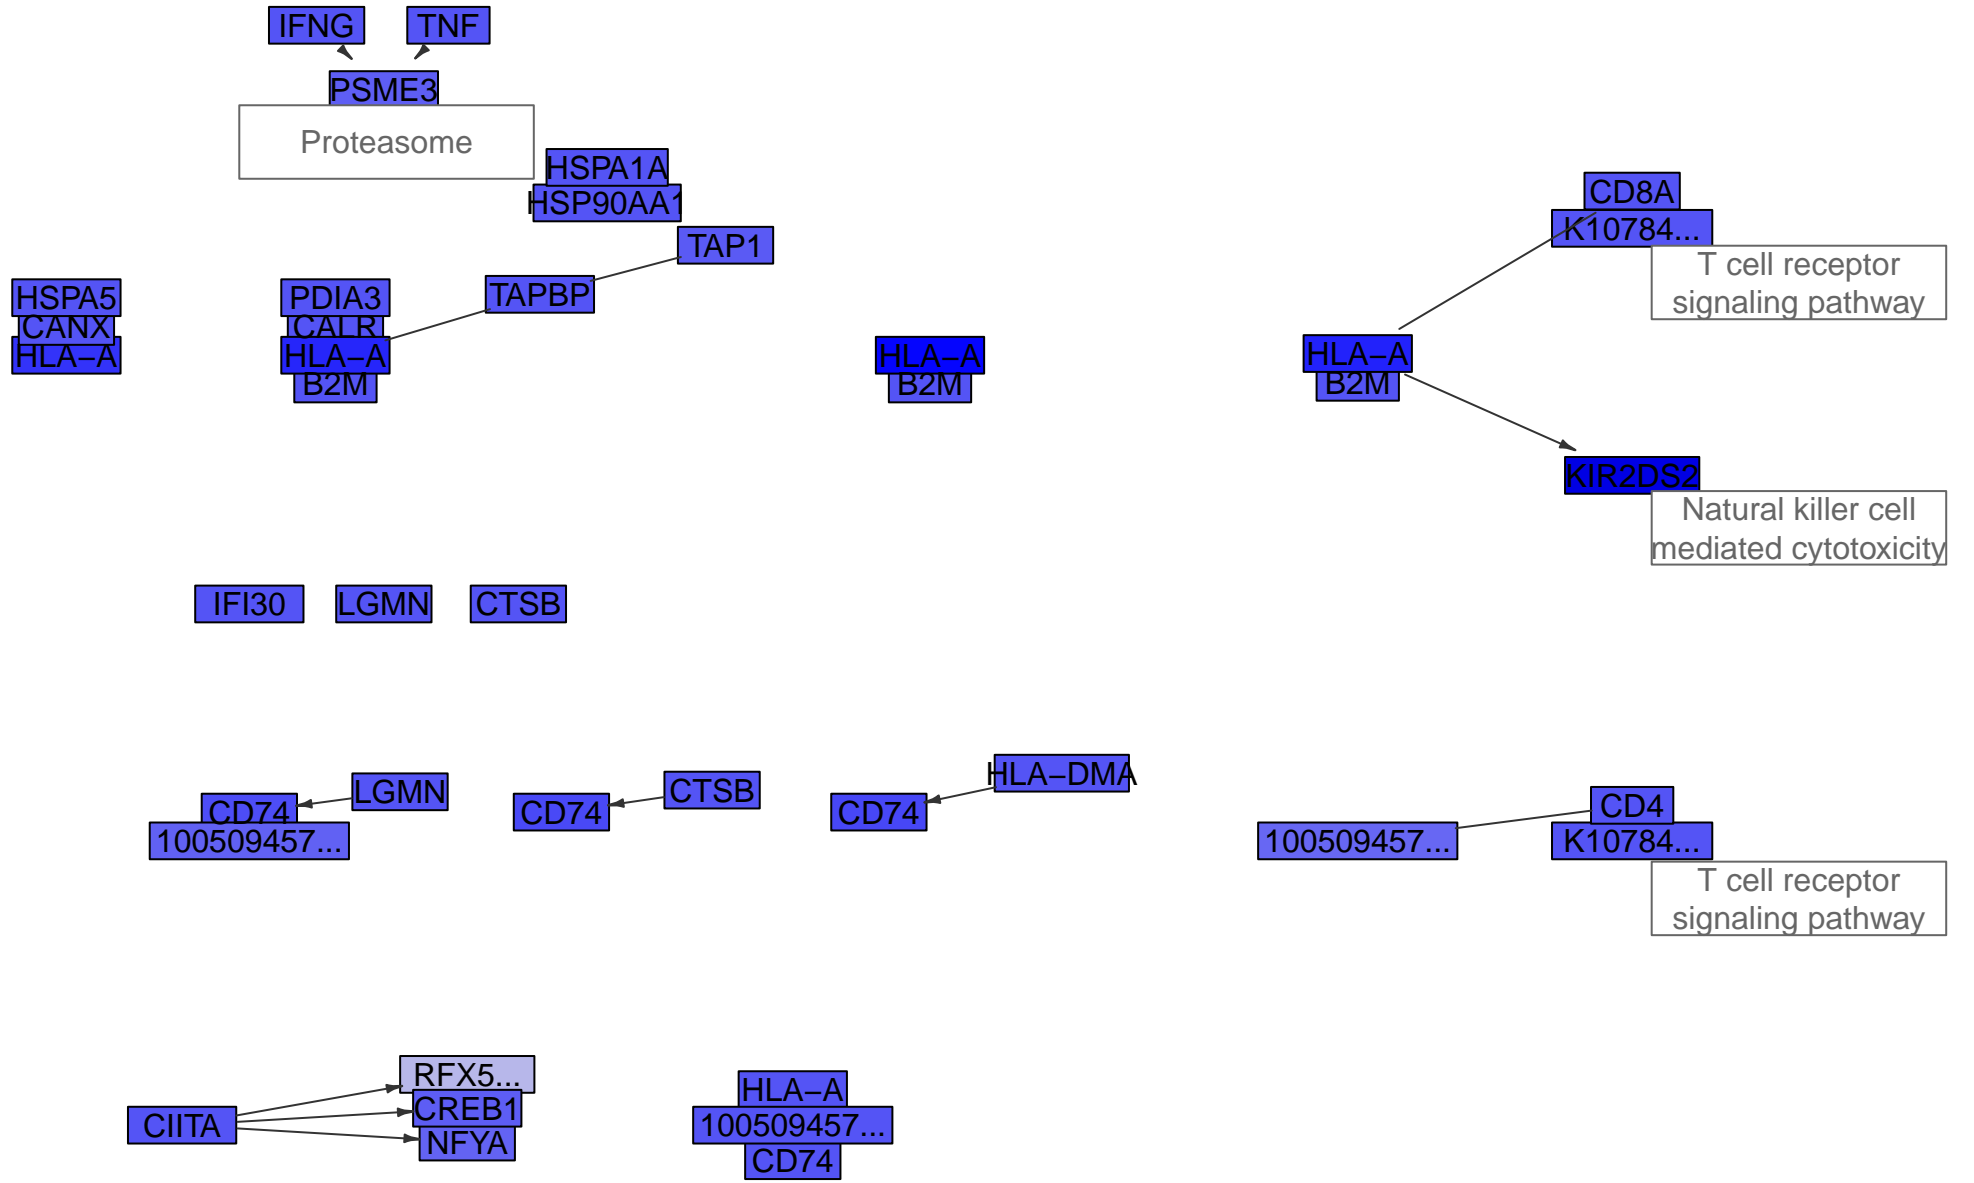 IFNG
TNF
PSME3
Proteasome
HSPA1A
HSP90AA1
TAP1
TAPBP
CD8A
K10784...
T cell receptor
signaling pathway
HSPA5
CANX
HLA−A
PDIA3
CALR
HLA−A
B2M
HLA−A
B2M
HLA−A
B2M
KIR2DS2
Natural killer cell
mediated cytotoxicity
IFI30
LGMN
CTSB
LGMN
CD74
100509457...
CTSB
CD74
HLA−DMA
CD74
CD4
100509457...
K10784...
T cell receptor
signaling pathway
CIITA
RFX5...
CREB1
NFYA
HLA−A
100509457...
CD74